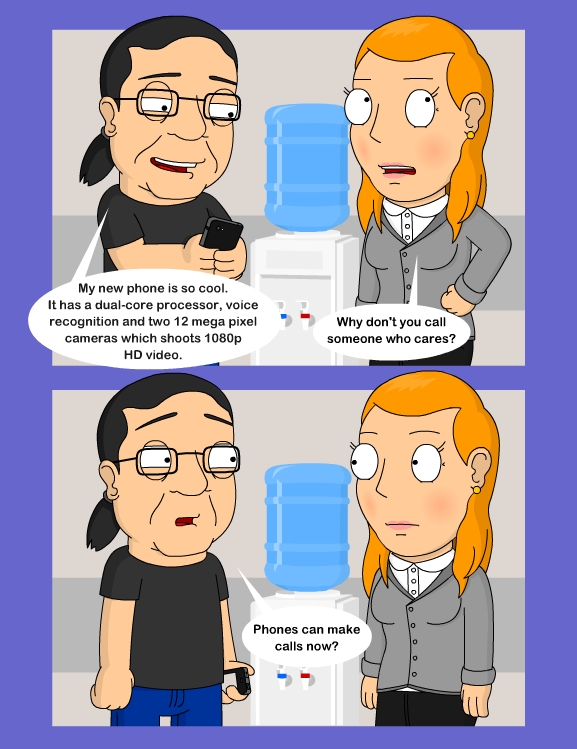 My new phone is so cool.
It has a dual-core processor, voice
recognition and two 12 mega pixel
cameras which shoots 1080p
HD video.
Why don't you call
someone who cares?
Phones can make
calls now?